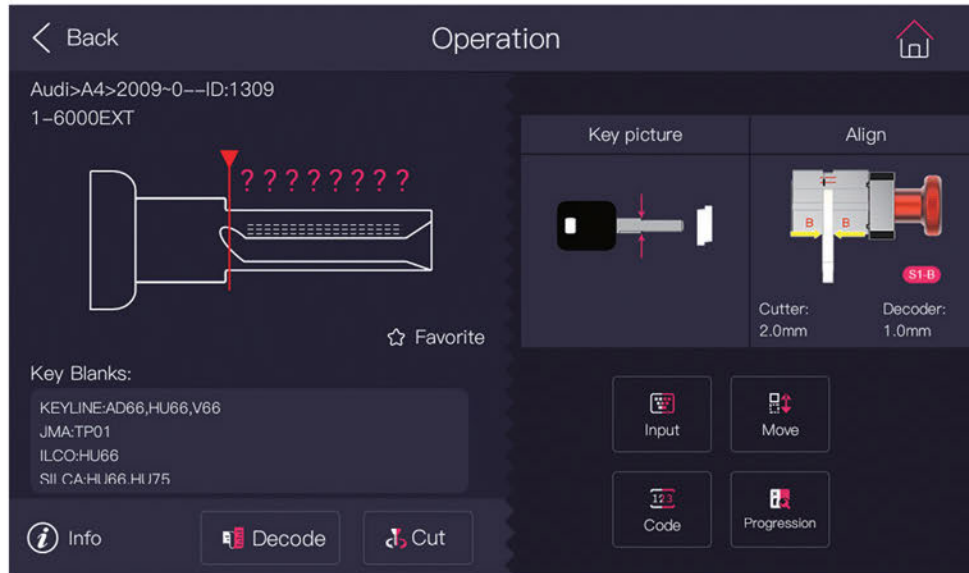 Back
Operation
Audi>A4>2009~0--ID:1309
1-6000EXT
????????
Favorite
Key Blanks:
KEYLINE:AD66,HU66,V66
JMA:TP01
ILCO:HU66
SILCA:HU66,HU75
Info
Decode
Cut
Key picture
Align
B B
S1-B
Cutter:
2.0mm
Decoder:
1.0mm
Input
Move
123
Code
Progression